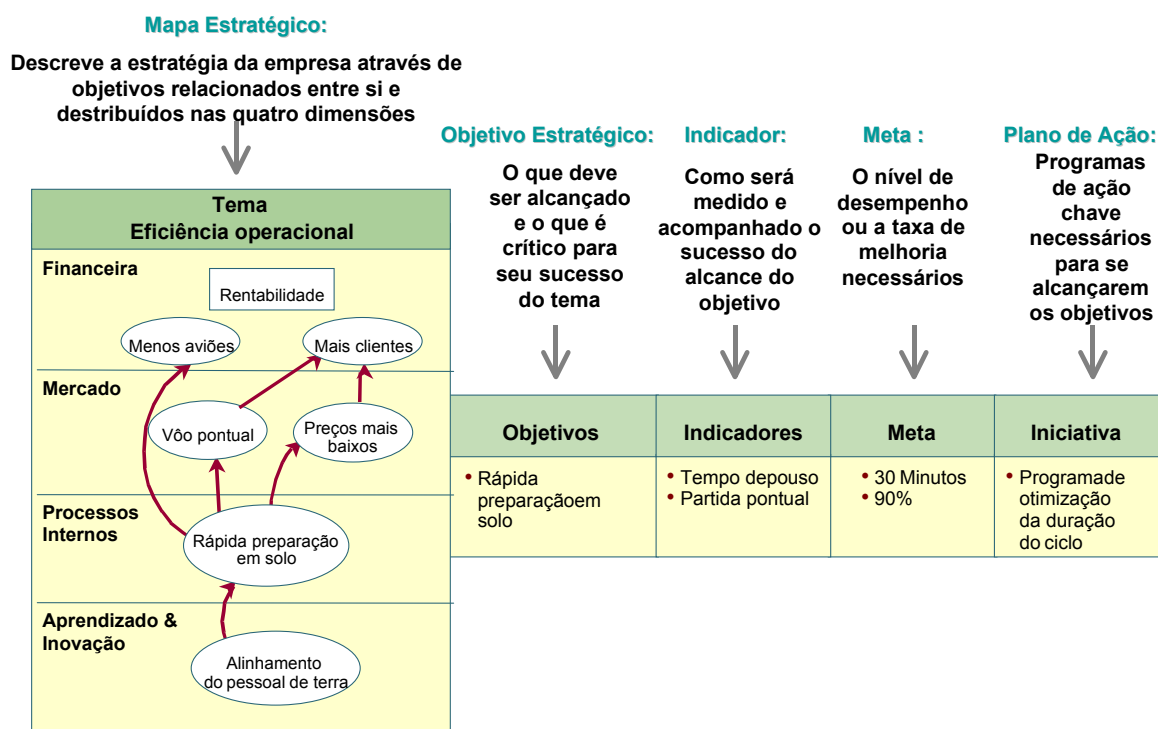 Mapa Estratégico:
Descreve a estratégia da empresa através de
objetivos relacionados entre si e
destribuídos nas quatro dimensões
Tema
Eficiência operacional
Financeira
Rentabilidade
Menos aviões
Mais clientes
Mercado
Vôo pontual
Preços mais
baixos
Processos
Internos
Rápida preparação
em solo
Aprendizado &
Inovação
Alinhamento
do pessoal de terra
Objetivo Estratégico:
O que deve
ser alcançado
e o que é
crítico para
seu sucesso
do tema
Objetivos
• Rápida
preparaçãoem
solo
Indicador:
Como será
medido e
acompanhado o
sucesso do
alcance do
objetivo
Indicadores
• Tempo depouso
• Partida pontual
Meta :
O nível de
desempenho
ou a taxa de
melhoria
necessários
Meta
• 30 Minutos
• 90%
Plano de Ação:
Programas
de ação
chave
necessários
para se
alcançarem
os objetivos
Iniciativa
• Programade
otimização
da duração
do ciclo